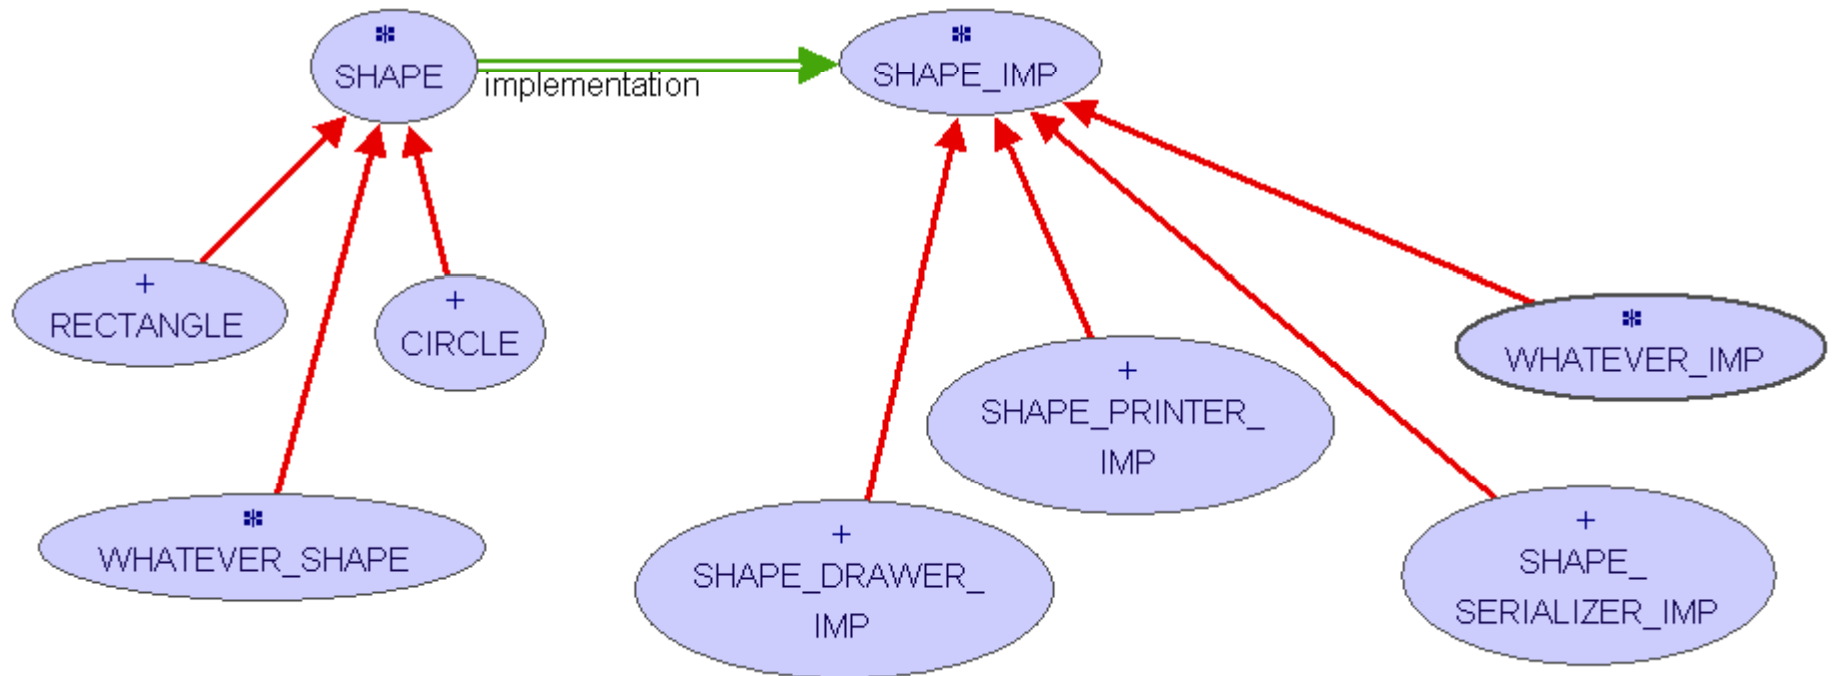 *
SHAPE
implementation
*
SHAPE_IMP
+
RECTANGLE
+
CIRCLE
*
WHATEVER_SHAPE
+
SHAPE_DRAWER_
IMP
+
SHAPE_PRINTER_
IMP
*
WHATEVER_IMP
+
SHAPE_
SERIALIZER_IMP